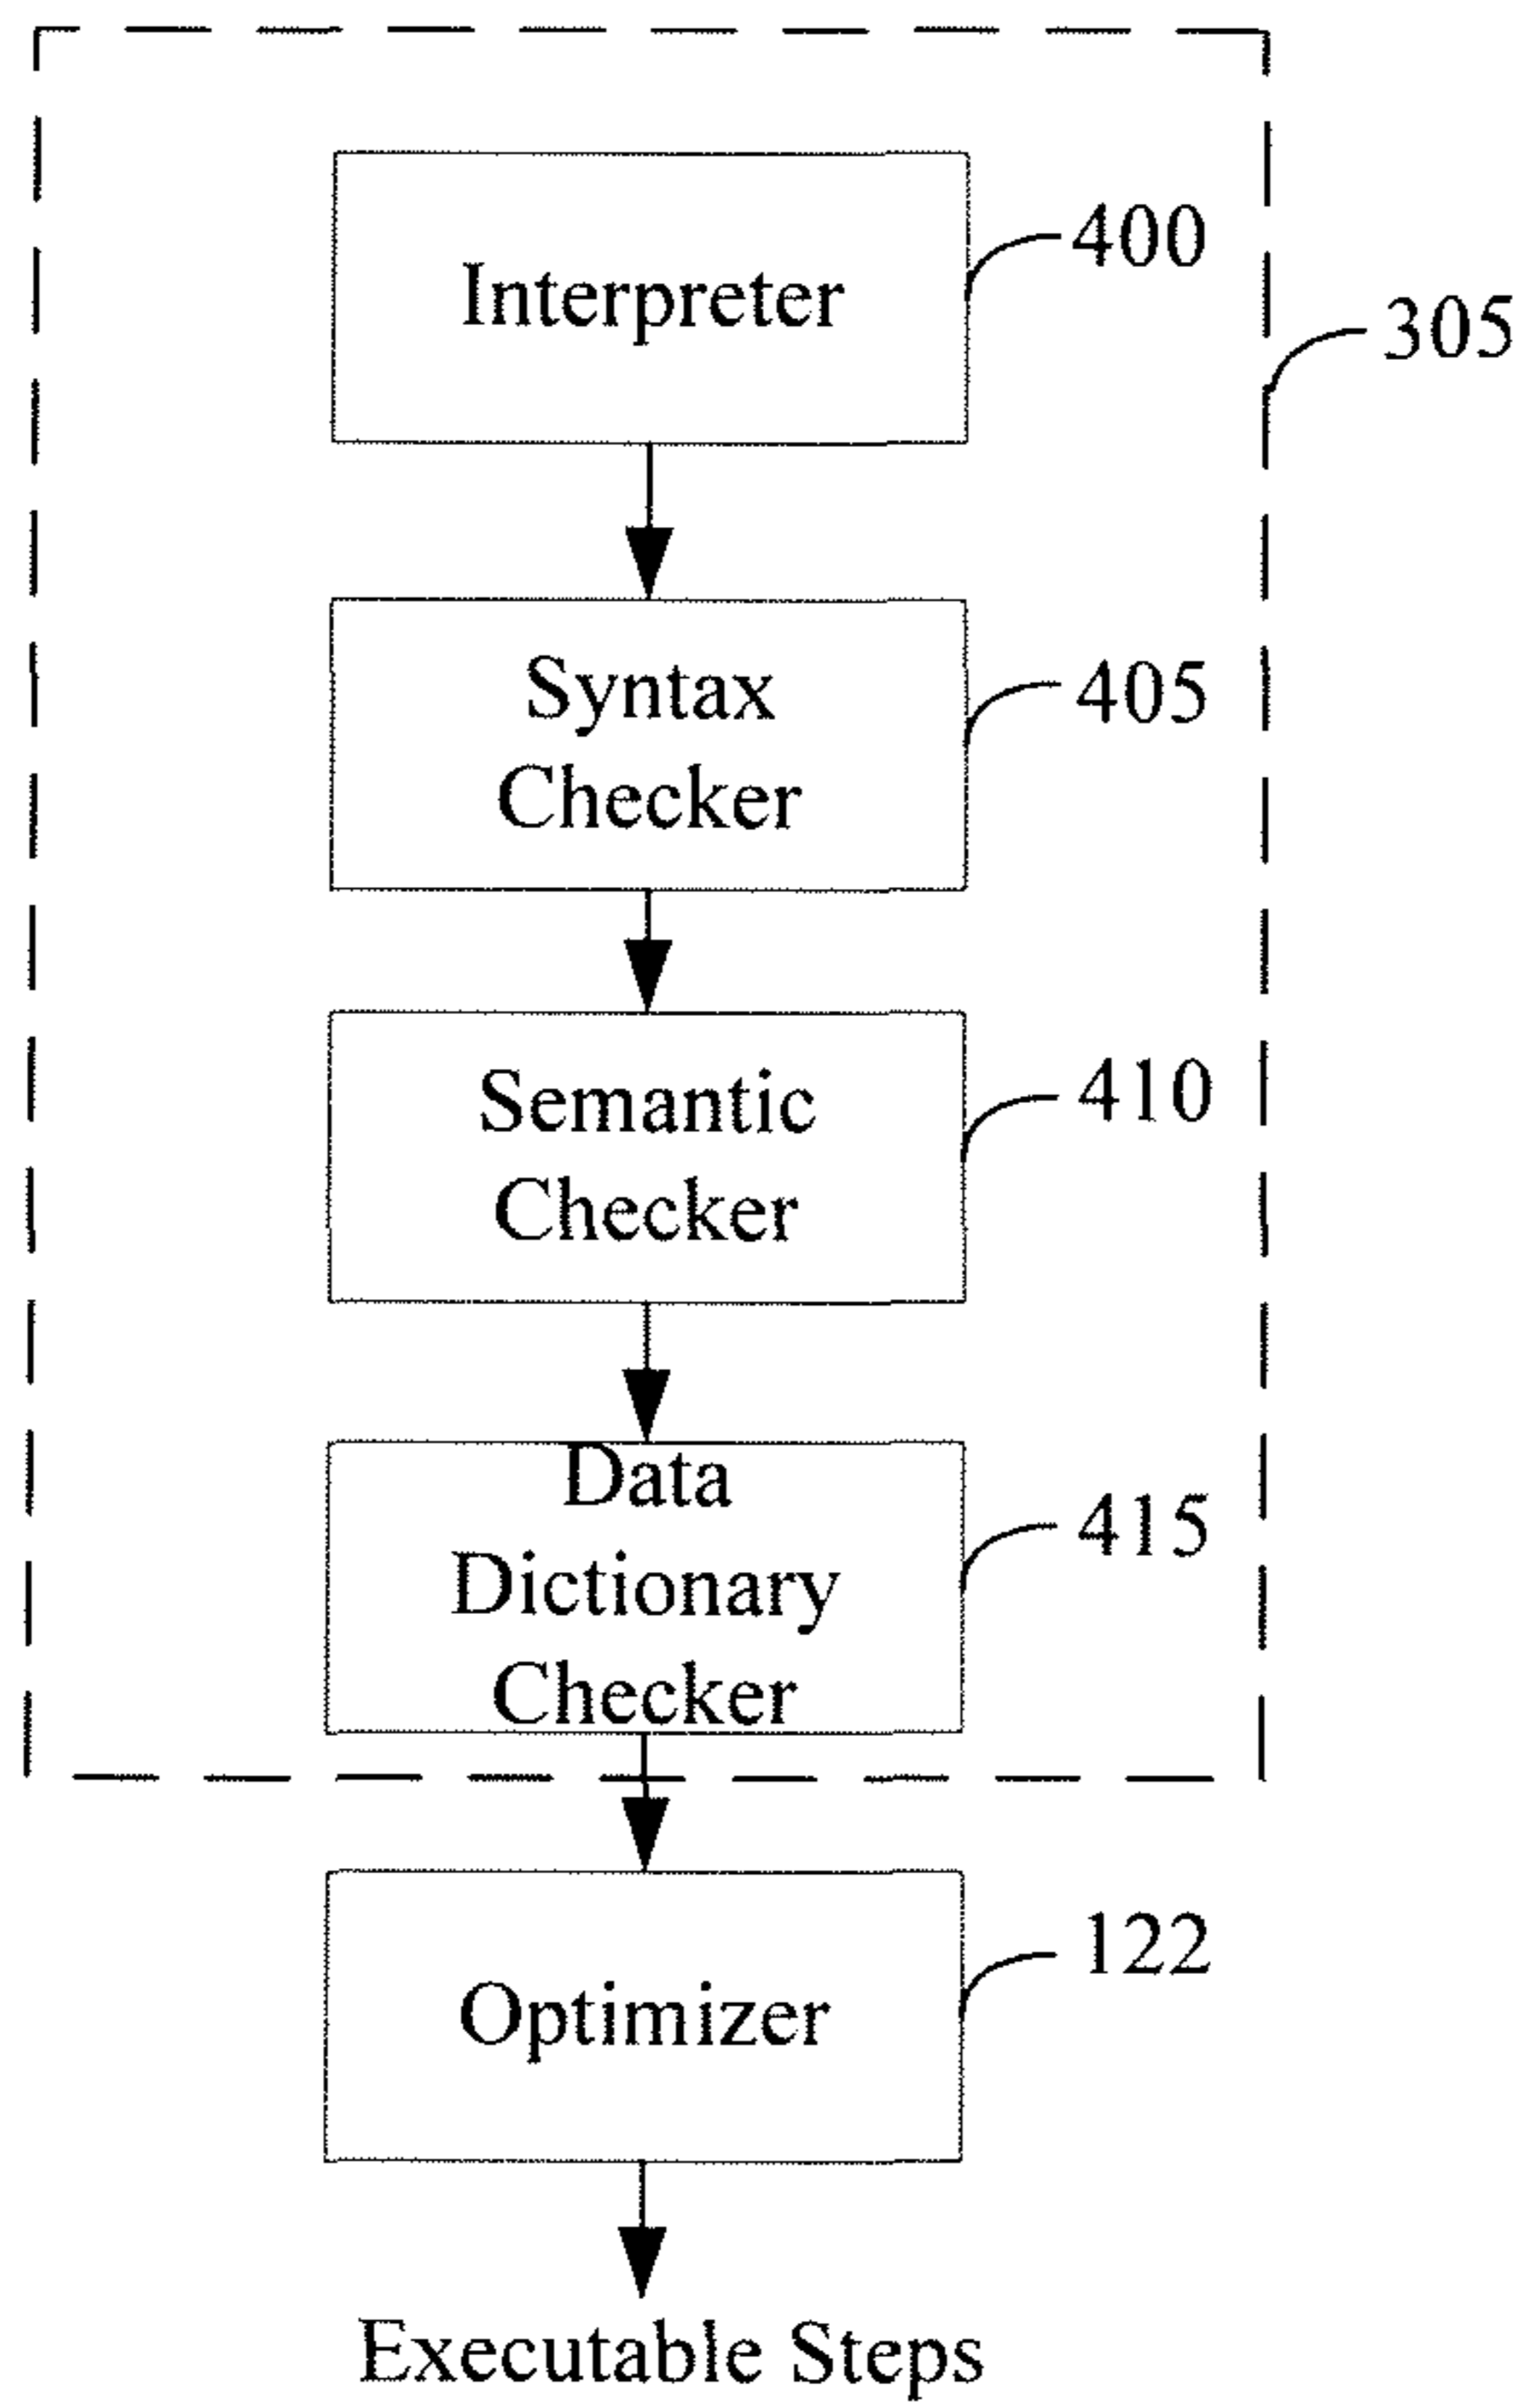 Interpreter
400
305
Syntax
Checker
405
Semantic
Checker
410
Data
Dictionary
Checker
415
Optimizer
122
Executable Steps